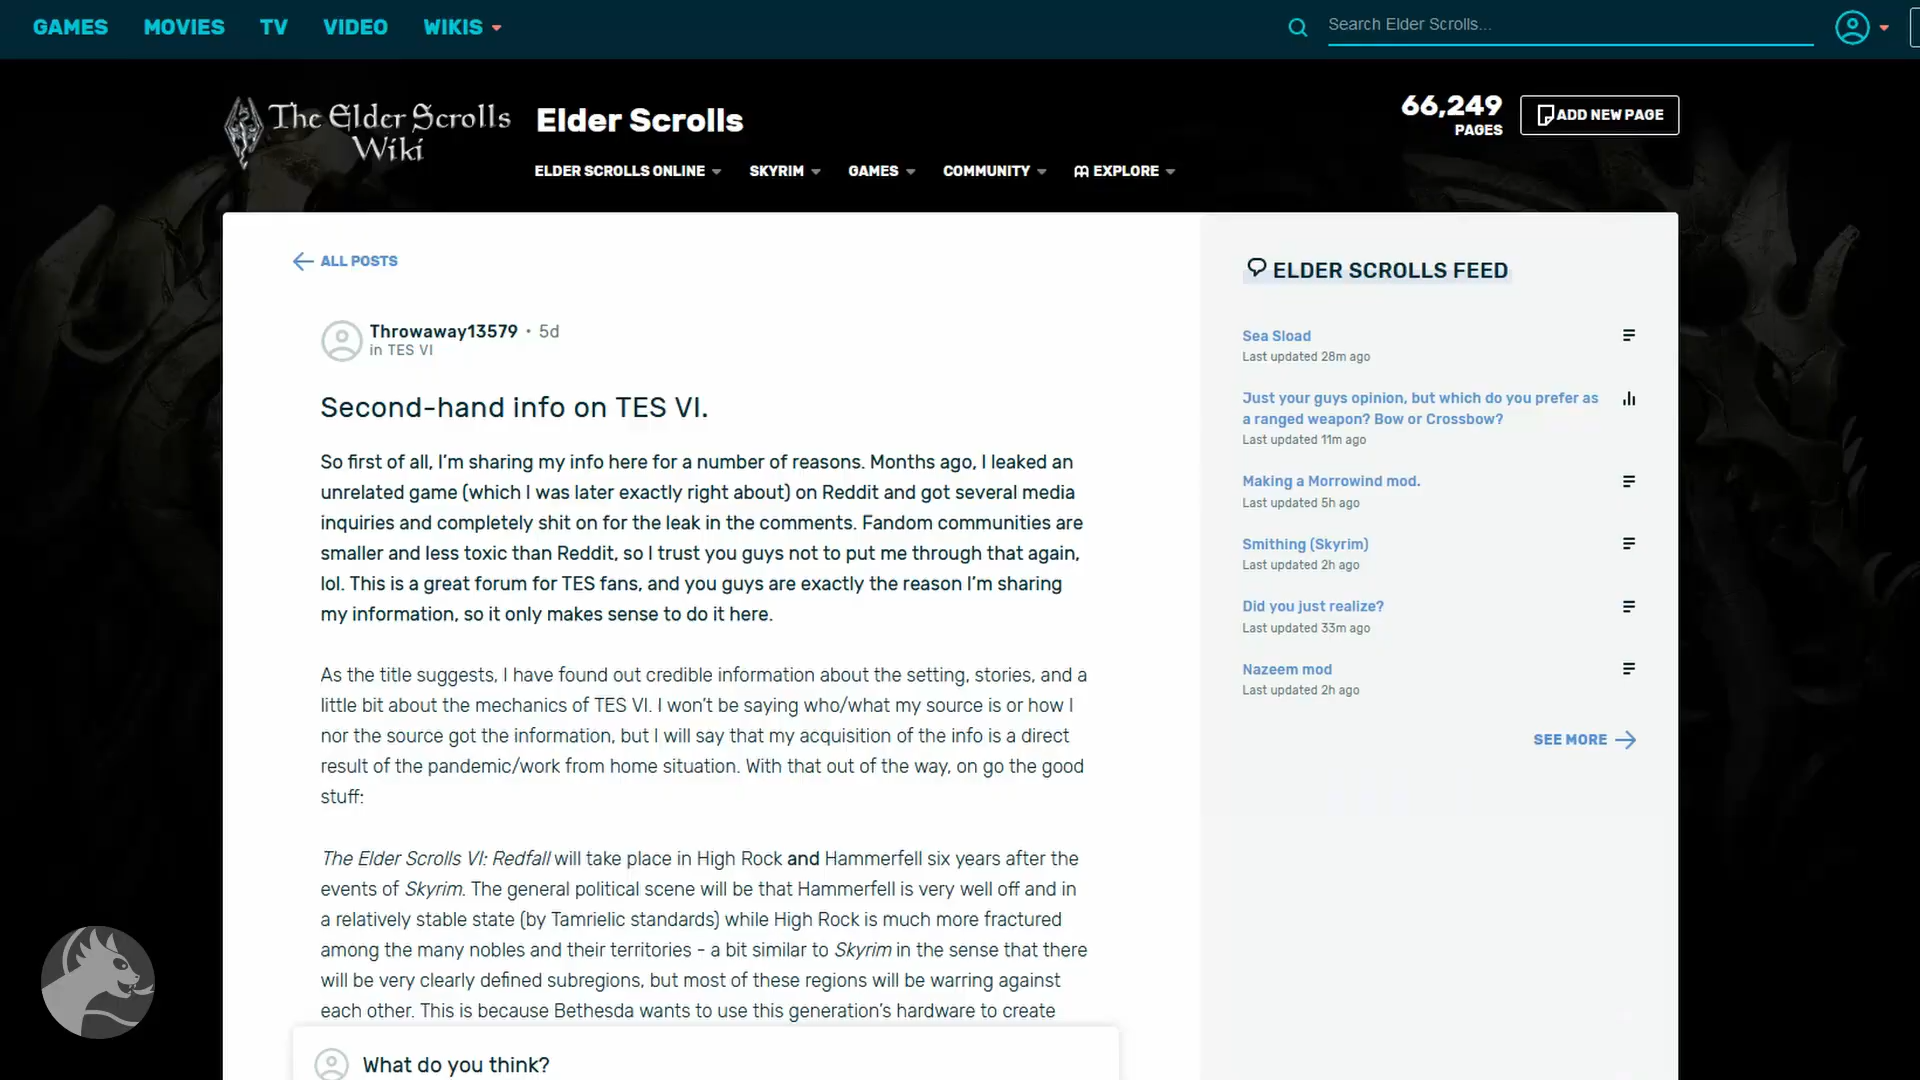 GAMES MOVIES TV VIDEO WIKIS
Search Elder Scrolls...
The Elder Scrolls
Wiki
Elder Scrolls
66,249
PAGES
ADD NEW PAGE
ELDER SCROLLS ONLINE SKYRIM GAMES COMMUNITY EXPLORE
ALL POSTS
Throwaway13579 • 5d
in TES VI
Second-hand info on TES VI.
So first of all, I'm sharing my info here for a number of reasons. Months ago, I leaked an
unrelated game (which I was later exactly right about) on Reddit and got several media
inquiries and completely shit on for the leak in the comments. Fandom communities are
smaller and less toxic than Reddit, so I trust you guys not to put me through that again,
lol. This is a great forum for TES fans, and you guys are exactly the reason I'm sharing
my information, so it only makes sense to do it here.
As the title suggests, I have found out credible information about the setting, stories, and a
little bit about the mechanics of TES VI. I won't be saying who/what my source is or how I
nor the source got the information, but I will say that my acquisition of the info is a direct
result of the pandemic/work from home situation. With that out of the way, on go the good
stuff:
The Elder Scrolls VI: Redfall will take place in High Rock and Hammerfell six years after the
events of Skyrim. The general political scene will be that Hammerfell is very well off and in
a relatively stable state (by Tamrielic standards) while High Rock is much more fractured
among the many nobles and their territories - a bit similar to Skyrim in the sense that there
will be very clearly defined subregions, but most of these regions will be warring against
each other. This is because Bethesda wants to use this generation's hardware to create
What do you think?
ELDER SCROLLS FEED
Sea Sload
Last updated 28m ago
Just your guys opinion, but which do you prefer as
a ranged weapon? Bow or Crossbow?
Last updated 11m ago
Making a Morrowind mod.
Last updated 5h ago
Smithing (Skyrim)
Last updated 2h ago
Did you just realize?
Last updated 33m ago
Nazeem mod
Last updated 2h ago
SEE MORE